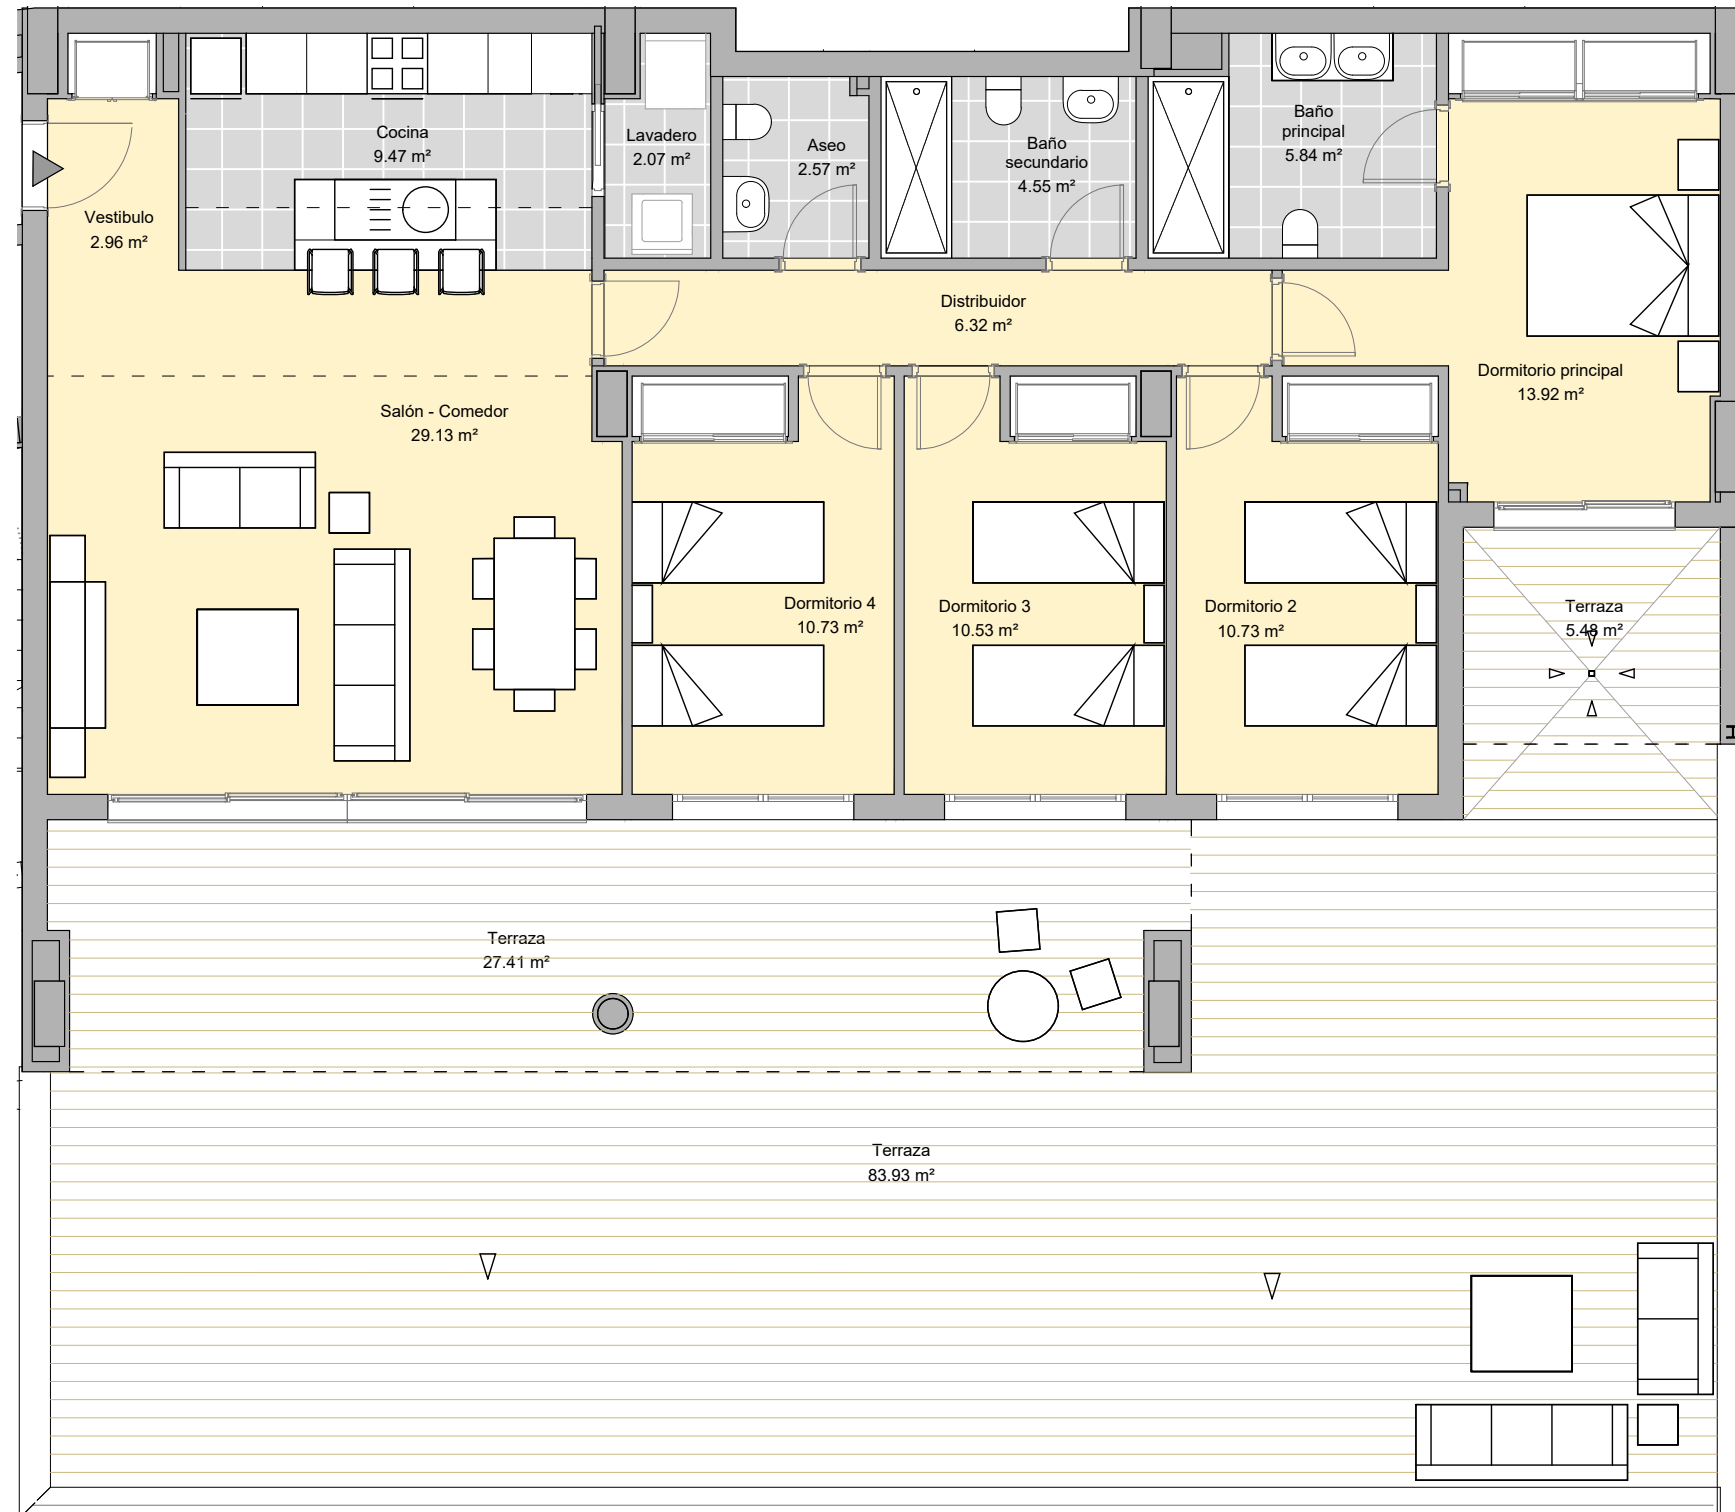 Cocina
9.47 m²
Lavadero
2.07 m²
Aseo
2.57 m²
Baño
secundario
4.55 m²
Baño
principal
5.84 m²
Vestibulo
2.96 m²
Distribuidor
6.32 m²
Dormitorio principal
13.92 m²
Salón - Comedor
29.13 m²
Dormitorio 4
10.73 m²
Dormitorio 3
10.53 m²
Dormitorio 2
10.73 m²
Terraza
5.48 m²
Terraza
27.41 m²
Terraza
83.93 m²